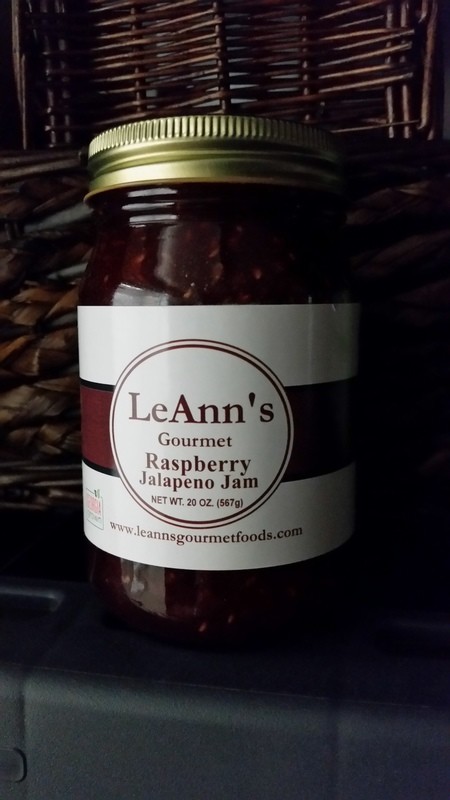 LeAnn's
Gourmet
Raspberry
Jalapeno Jam
NET WT. 20 OZ. (567g)
www.leannsgourmetfoods.com